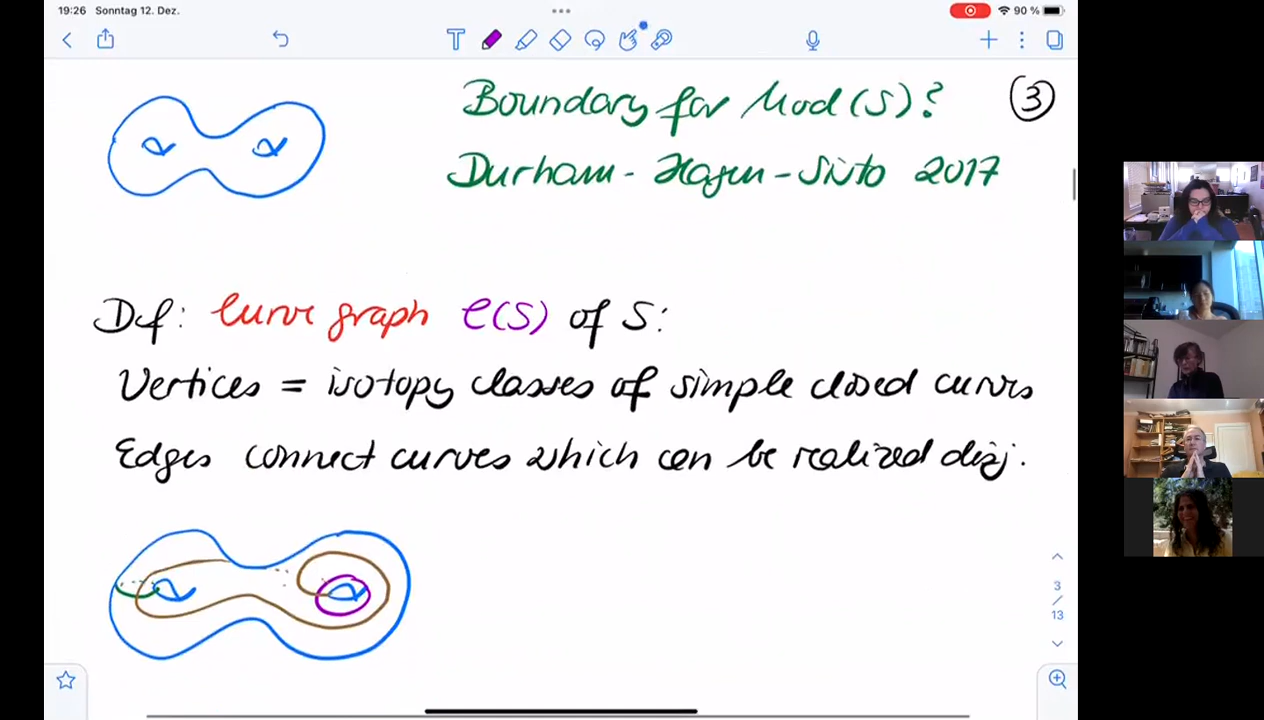 19:26 Sonntag 12. Dez.
90 %
Boundary for Mod(S)? ③
Durham - Hagen - Sisto 2017
Def: Curve graph C(S) of S:
Vertices = isotopy classes of simple closed curves
Edges connect curves which can be realized disj.
3
/
13